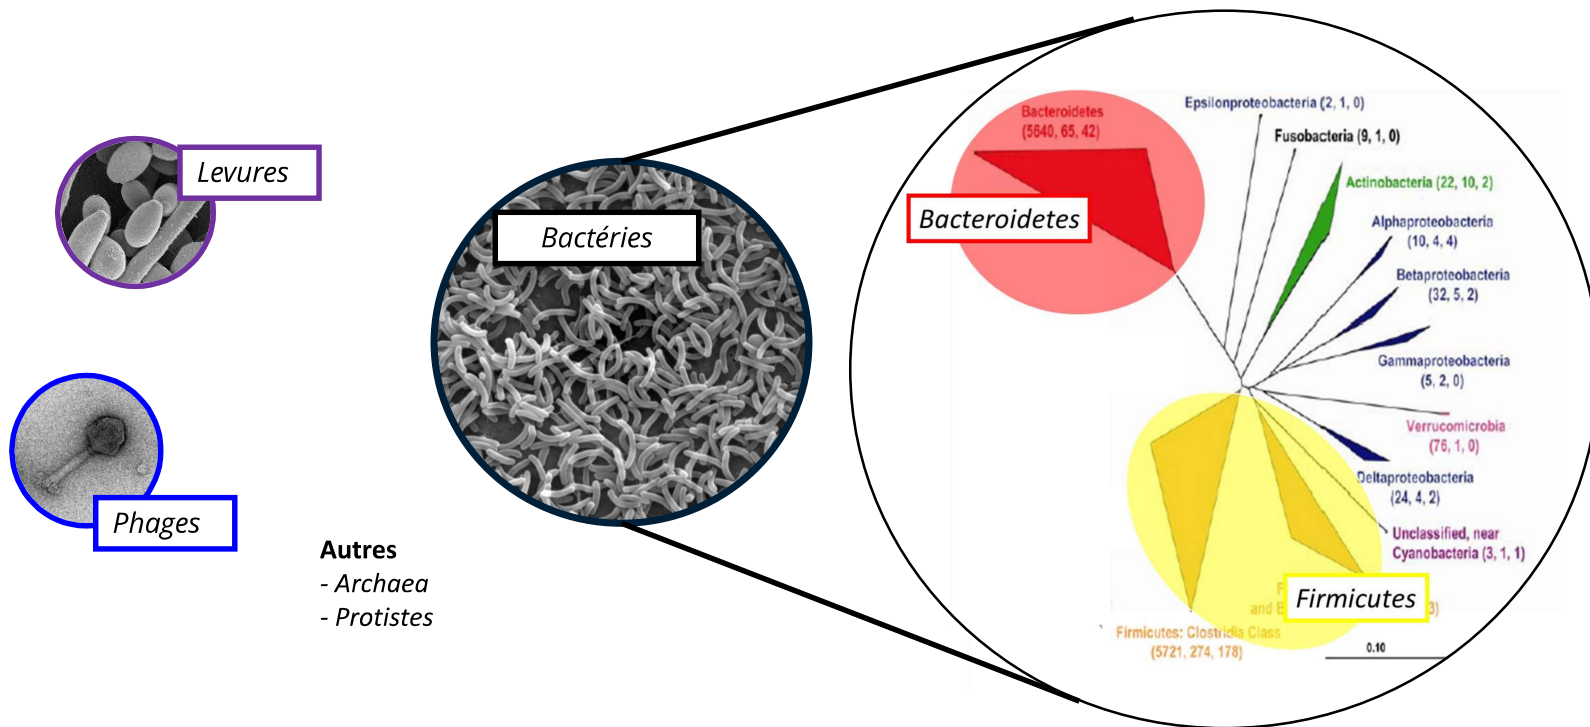 Levures
Phages
Autres
- Archaea
- Protistes
Bactéries
Bacteroidetes
(5640, 65, 42)
Bacteroidetes
Epsilonproteobacteria (2, 1, 0)
Fusobacteria (9, 1, 0)
Actinobacteria (22, 10, 2)
Alphaproteobacteria
(10, 4, 4)
Betaproteobacteria
(32, 5, 2)
Gammaproteobacteria
(5, 2, 0)
Verrucomicrobia
(76, 1, 0)
Deltaproteobacteria
(24, 4, 2)
Unclassified, near
Cyanobacteria (3, 1, 1)
Firmicutes
and
3)
Firmicutes: Clostridia Class
(5721, 274, 178)
0.10